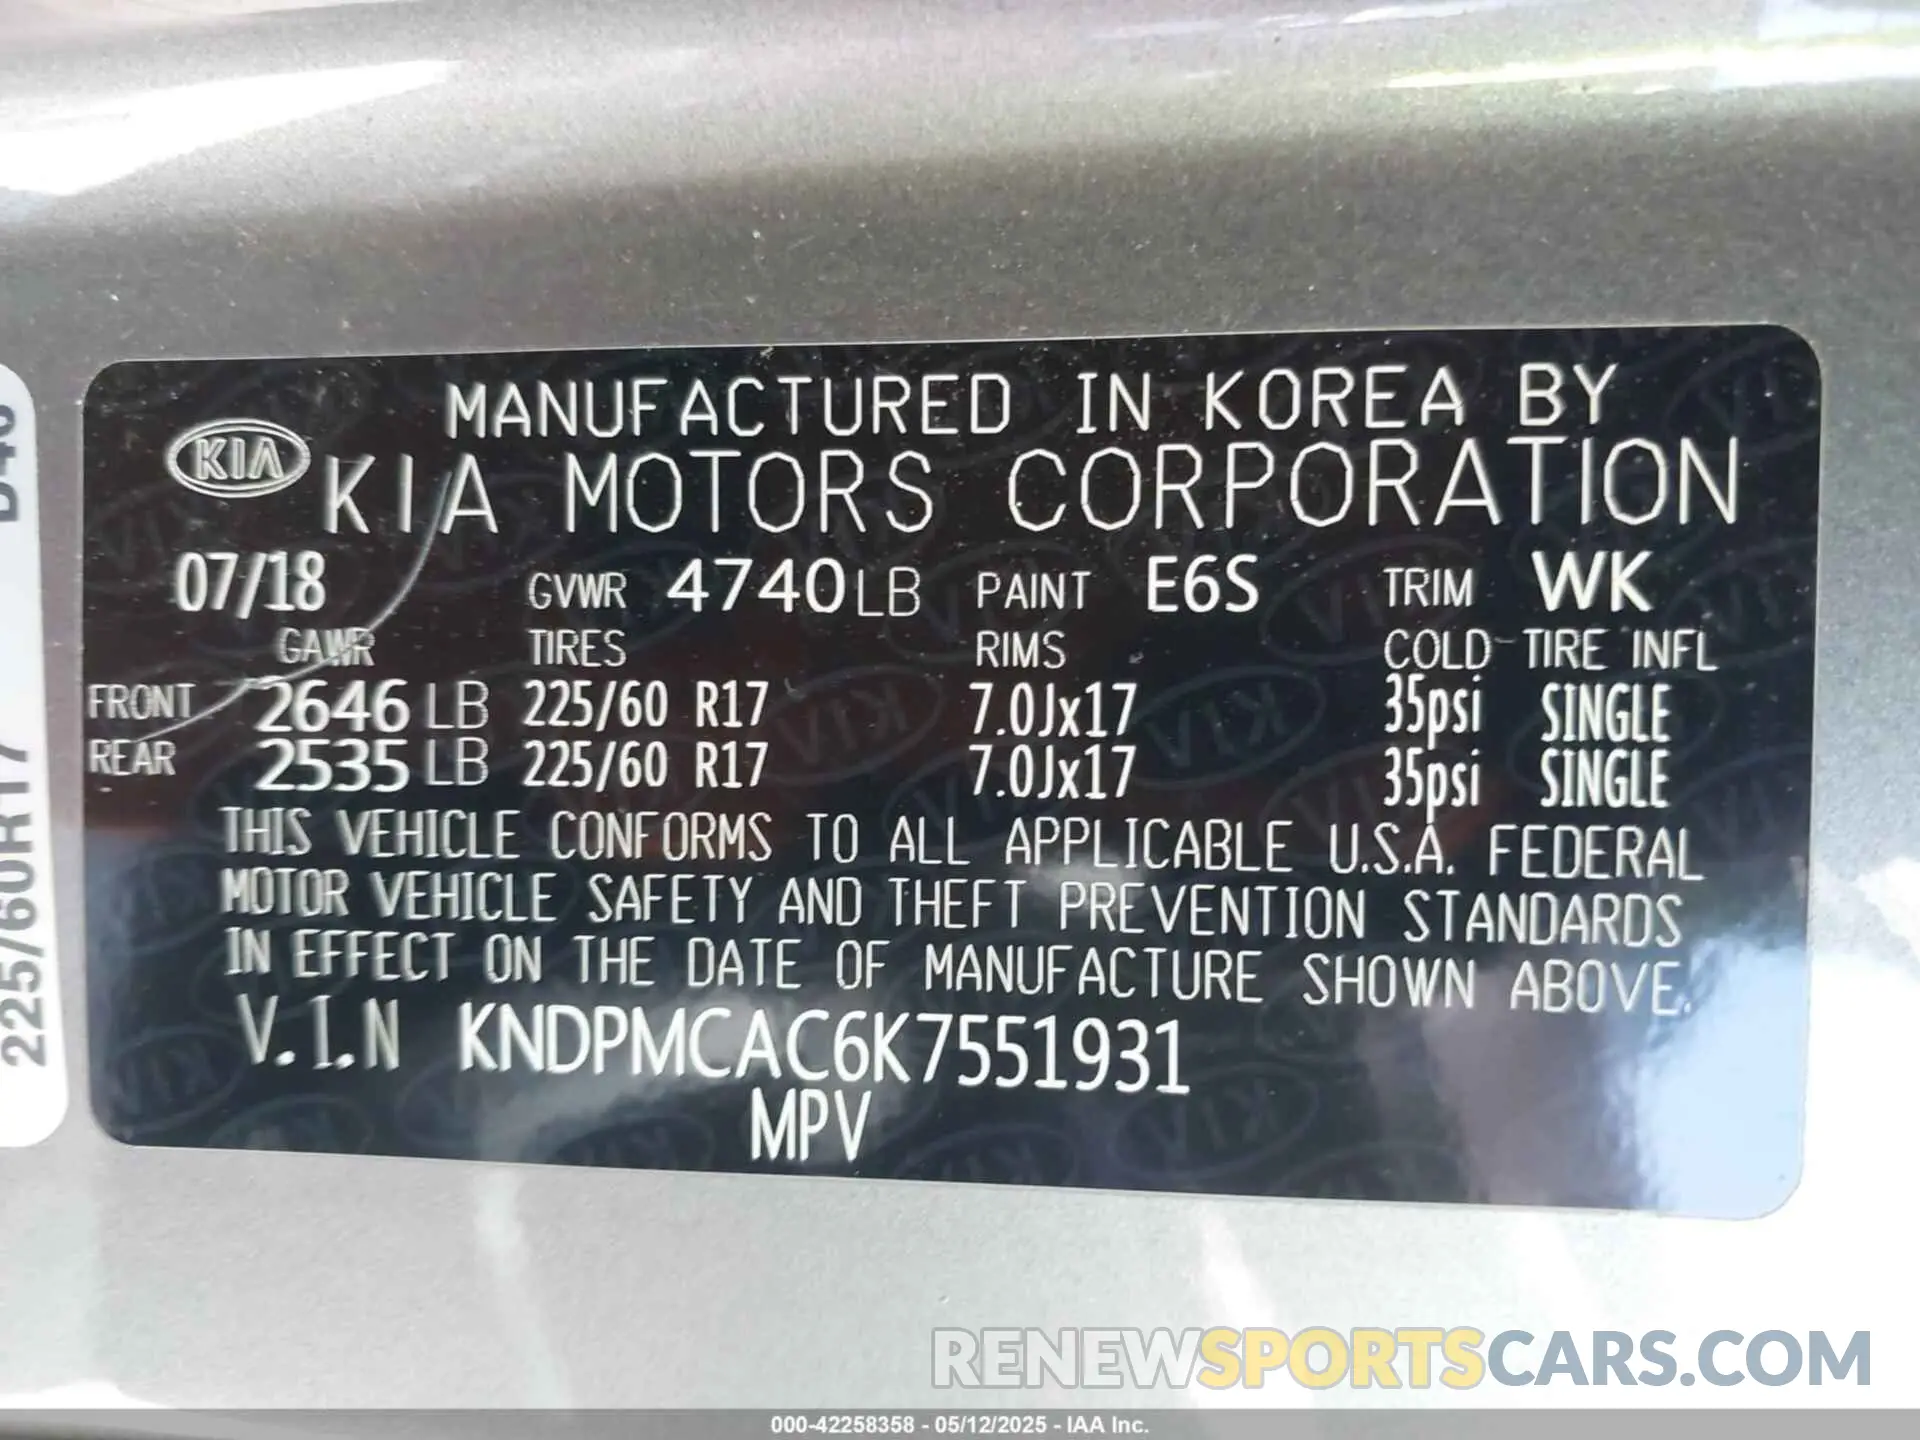 KIA
MANUFACTURED IN KOREA BY
KIA MOTORS CORPORATION
07/18 GVWR 4740LB PAINT E6S TRIM WK
GAWR TIRES RIMS COLD TIRE INFL
FRONT 2646 LB 225/60 R17 7.0Jx17 35psi SINGLE
REAR 2535 LB 225/60 R17 7.0Jx17 35psi SINGLE
THIS VEHICLE CONFORMS TO ALL APPLICABLE U.S.A. FEDERAL
MOTOR VEHICLE SAFETY AND THEFT PREVENTION STANDARDS
IN EFFECT ON THE DATE OF MANUFACTURE SHOWN ABOVE.
V.I.N KNDPMCAC6K7551931
MPV
225/60R17
RENEWSPORTSCARS.COM
000-42258358 - 05/12/2025 - IAA Inc.